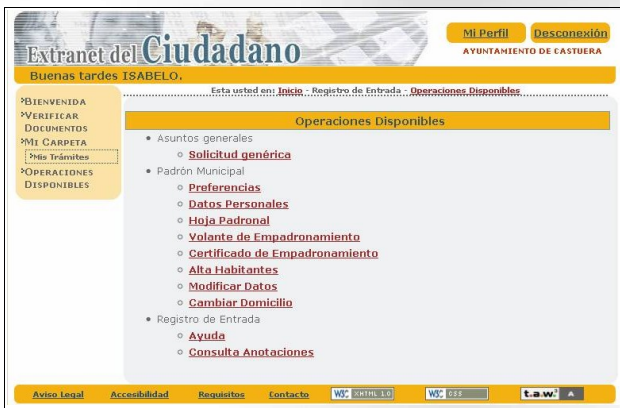 Extranet del Ciudadano
Mi Perfil
Desconexión
AYUNTAMIENTO DE CASTUERA
Buenas tardes ISABELO.
Esta usted en: Inicio - Registro de Entrada - Operaciones Disponibles
BIENVENIDA
VERIFICAR
DOCUMENTOS
MI CARPETA
Mis Trámites
OPERACIONES
DISPONIBLES
Operaciones Disponibles
Asuntos generales
Solicitud genérica
Padrón Municipal
Preferencias
Datos Personales
Hoja Padronal
Volante de Empadronamiento
Certificado de Empadronamiento
Alta Habitantes
Modificar Datos
Cambiar Domicilio
Registro de Entrada
Ayuda
Consulta Anotaciones
Aviso Legal Accesibilidad Requisitos Contacto W3C XHTML 1.0 W3C CSS t.a.w. A